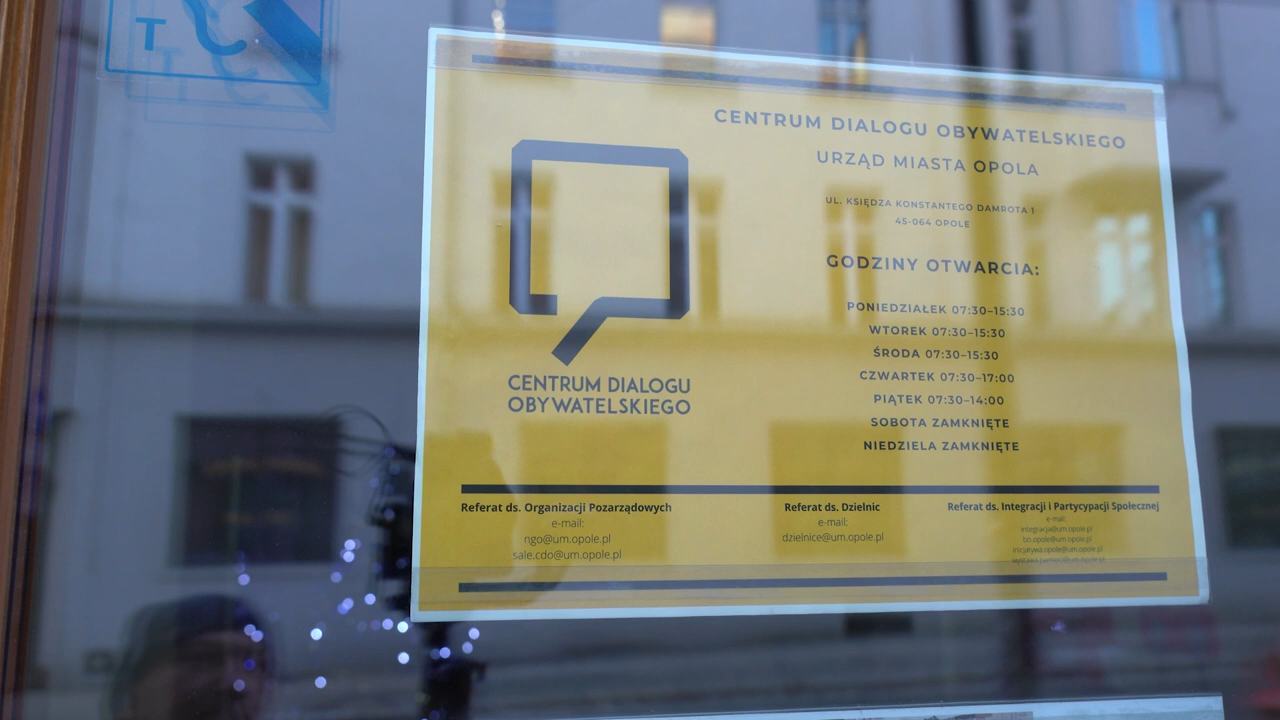 T C
CENTRUM DIALOGU OBYWATELSKIEGO
URZĄD MIASTA OPOLA
UL. KSIĘDZA KONSTANTEGO DAMROTA 1
45-064 OPOLE
GODZINY OTWARCIA:
PONIEDZIAŁEK 07:30–15:30
WTOREK 07:30–15:30
ŚRODA 07:30–15:30
CZWARTEK 07:30–17:00
PIĄTEK 07:30–14:00
SOBOTA ZAMKNIĘTE
NIEDZIELA ZAMKNIĘTE
CENTRUM DIALOGU
OBYWATELSKIEGO
Referat ds. Organizacji Pozarządowych
e-mail:
ngo@um.opole.pl
sale.cdo@um.opole.pl
Referat ds. Dzielnic
e-mail:
dzielnice@um.opole.pl
Referat ds. Integracji i Partycypacji Społecznej
e-mail:
integracja@um.opole.pl
bo.opole@um.opole.pl
inicjatywa.opole@um.opole.pl